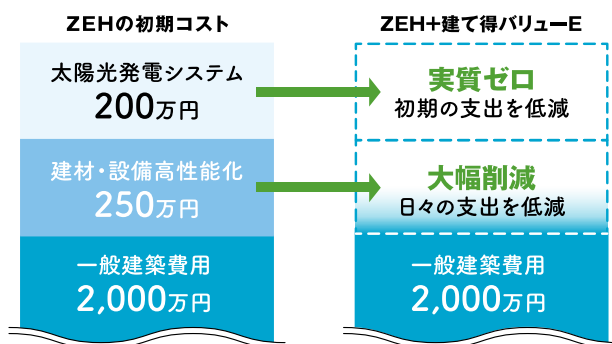 ZEHの初期コスト
太陽光発電システム
200万円
建材・設備高性能化
250万円
一般建築費用
2,000万円
ZEH+建て得バリューE
実質ゼロ
初期の支出を低減
大幅削減
日々の支出を低減
一般建築費用
2,000万円